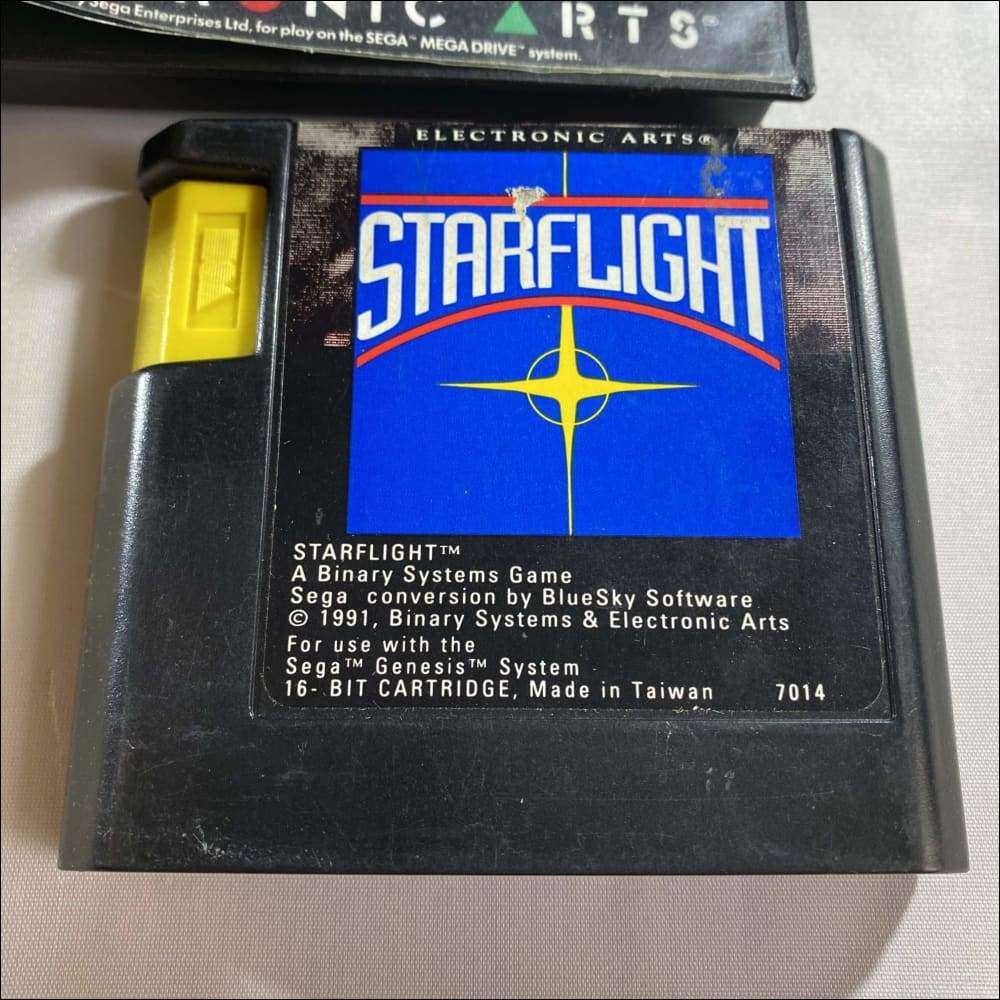 NIC ARTS
Sega Enterprises Ltd, for play on the SEGA™ MEGA DRIVE™ system.
ELECTRONIC ARTS®
STARFLIGHT
STARFLIGHT™
A Binary Systems Game
Sega conversion by BlueSky Software
© 1991, Binary Systems & Electronic Arts
For use with the
Sega™ Genesis™ System
16- BIT CARTRIDGE, Made in Taiwan 7014